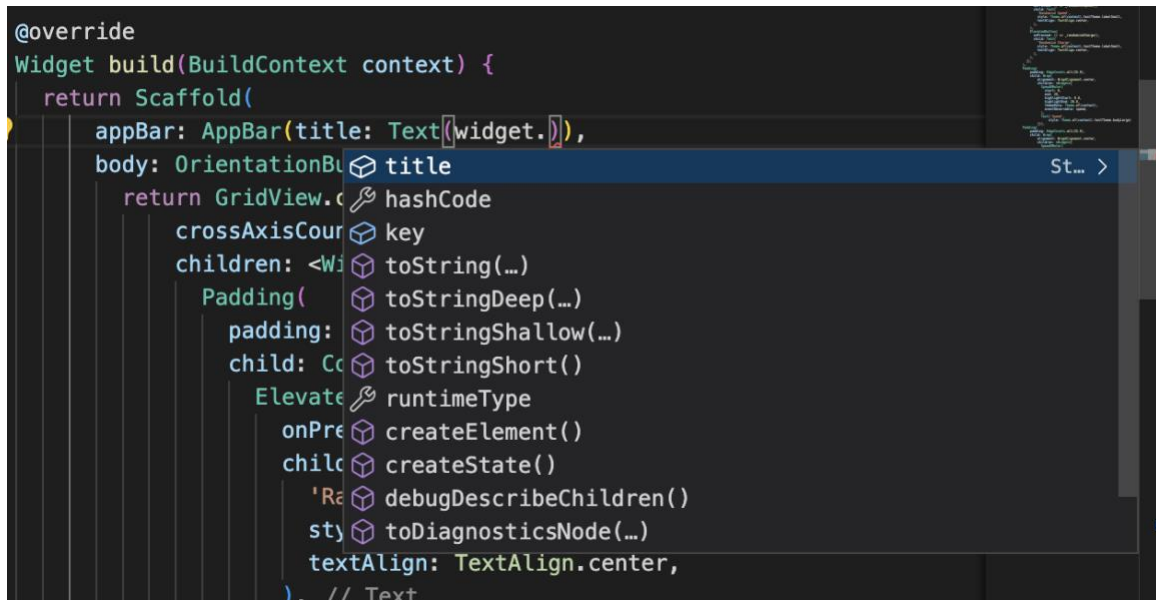 @override
Widget build(BuildContext context) {
return Scaffold(
appBar: AppBar(title: Text(widget.)),
body: OrientationBu
title St… >
return GridView.c
hashCode
crossAxisCoun
key
children: <Wi
toString(…)
Padding(
toStringDeep(…)
padding:
toStringShallow(…)
child: Co
toStringShort()
Elevate
runtimeType
onPre
createElement()
child
createState()
'Ra
debugDescribeChildren()
sty
toDiagnosticsNode(…)
textAlign: TextAlign.center,
), // Text